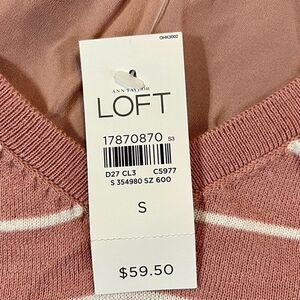 OHK3002
ANN TAYLOR
LOFT
17870870 S3
D27 CL3 C5977
S 354980 SZ 600
S
$59.50